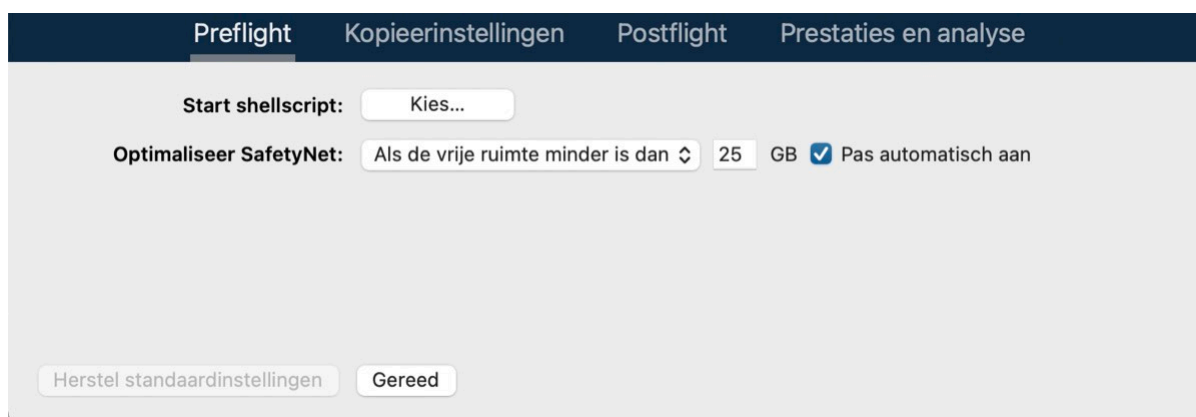 Preflight Kopieerinstellingen Postflight Prestaties en analyse
Start shellscript: Kies...
Optimaliseer SafetyNet: Als de vrije ruimte minder is dan 25 GB Pas automatisch aan
Herstel standaardinstellingen Gereed